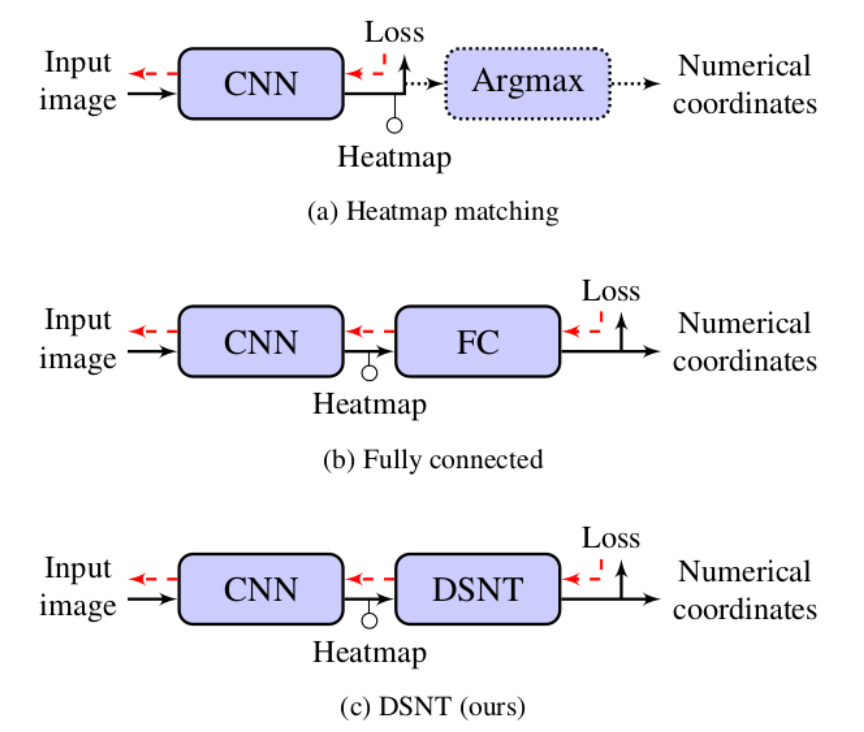 Loss
Input
image
CNN
Argmax
Numerical
coordinates
Heatmap
(a) Heatmap matching
Loss
Input
image
CNN
FC
Numerical
coordinates
Heatmap
(b) Fully connected
Loss
Input
image
CNN
DSNT
Numerical
coordinates
Heatmap
(c) DSNT (ours)